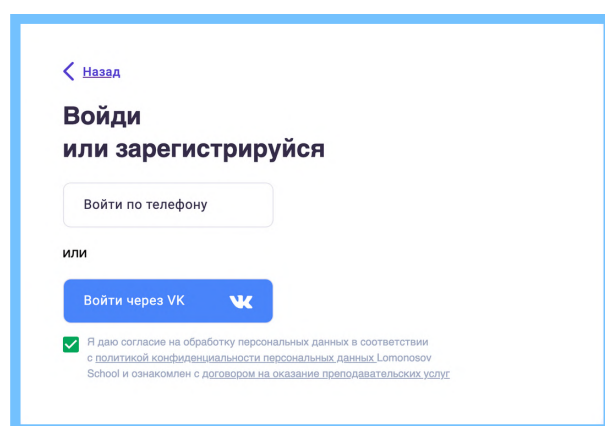 Назад
Войди
или зарегистрируйся
Войти по телефону
или
Войти через VK
Я даю согласие на обработку персональных данных в соответствии
с политикой конфиденциальности персональных данных Lomonosov
School и ознакомлен с договором на оказание преподавательских услуг